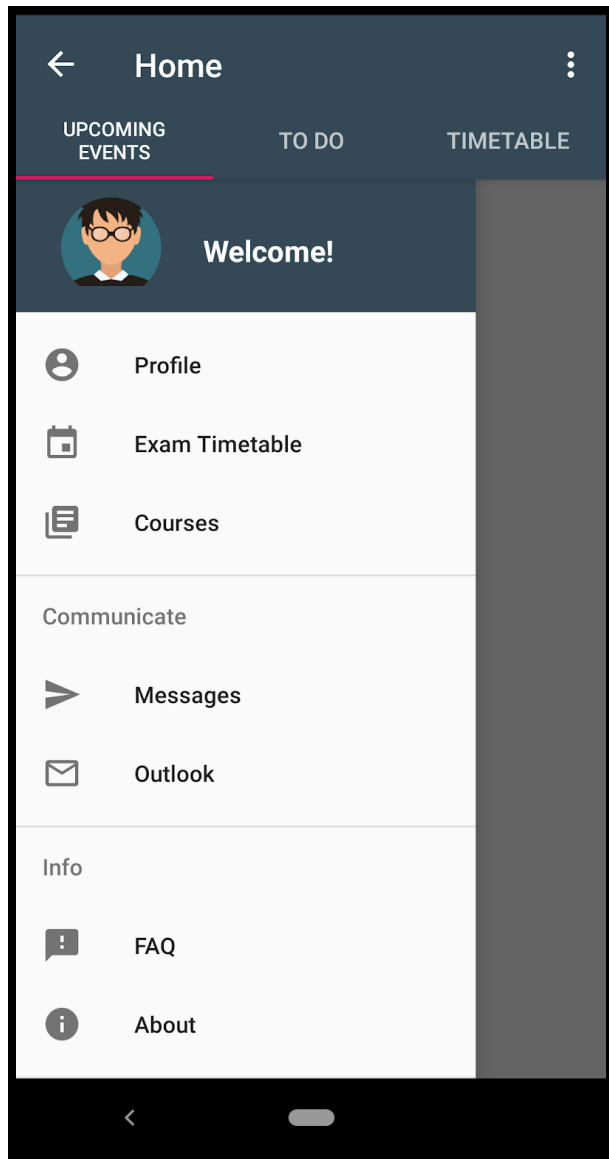 Home
UPCOMING
EVENTS
TO DO
TIMETABLE
Welcome!
Profile
Exam Timetable
Courses
Communicate
Messages
Outlook
Info
FAQ
About